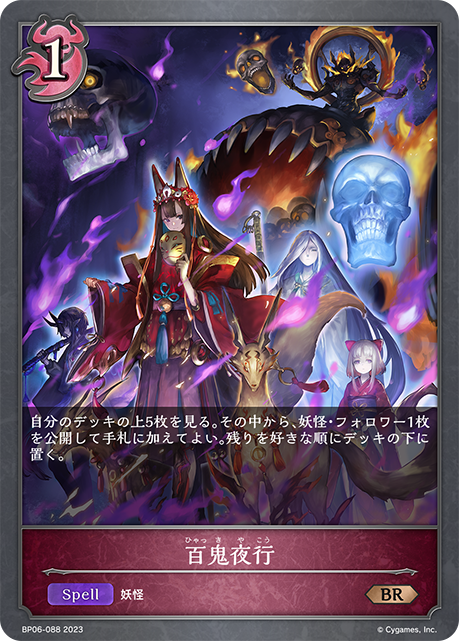 1
自分のデッキの上5枚を見る。その中から、妖怪・フォロワー1枚
を公開して手札に加えてよい。残りを好きな順にデッキの下に
置く。
ひゃっ き や こう
百鬼夜行
Spell 妖怪 BR
BP06-088 2023 © Cygames, Inc.